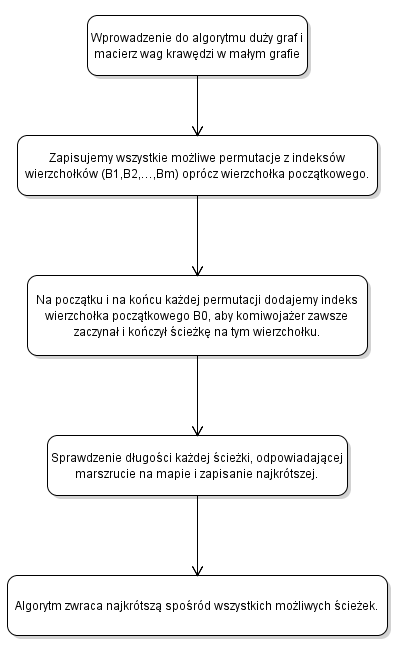 Wprowadzenie do algorytmu duży graf i
macierz wag krawędzi w małym grafie
Zapisujemy wszystkie możliwe permutacje z indeksów
wierzchołków (B1,B2,...,Bm) oprócz wierzchołka początkowego.
Na początku i na końcu każdej permutacji dodajemy indeks
wierzchołka początkowego B0, aby komiwojażer zawsze
zaczynał i kończył ścieżkę na tym wierzchołku.
Sprawdzenie długości każdej ścieżki, odpowiadającej
marszrucie na mapie i zapisanie najkrótszej.
Algorytm zwraca najkrótszą spośród wszystkich możliwych ścieżek.